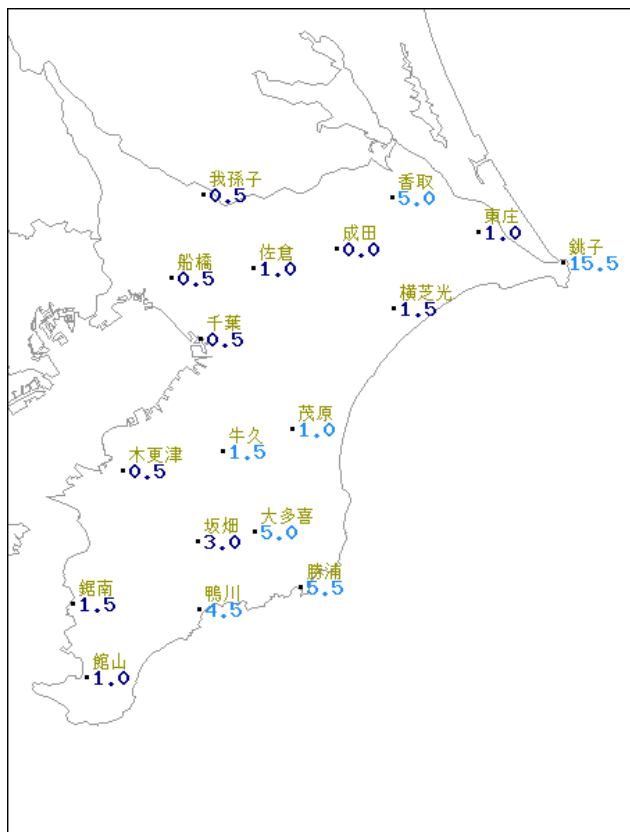 我孫子
0.5
香取
5.0
東庄
1.0
成田
0.0
銚子
15.5
佐倉
1.0
船橋
0.5
横芝光
1.5
千葉
0.5
茂原
1.0
牛久
1.5
木更津
0.5
大多喜
5.0
坂畑
3.0
勝浦
5.5
鋸南
1.5
鴨川
4.5
館山
1.0